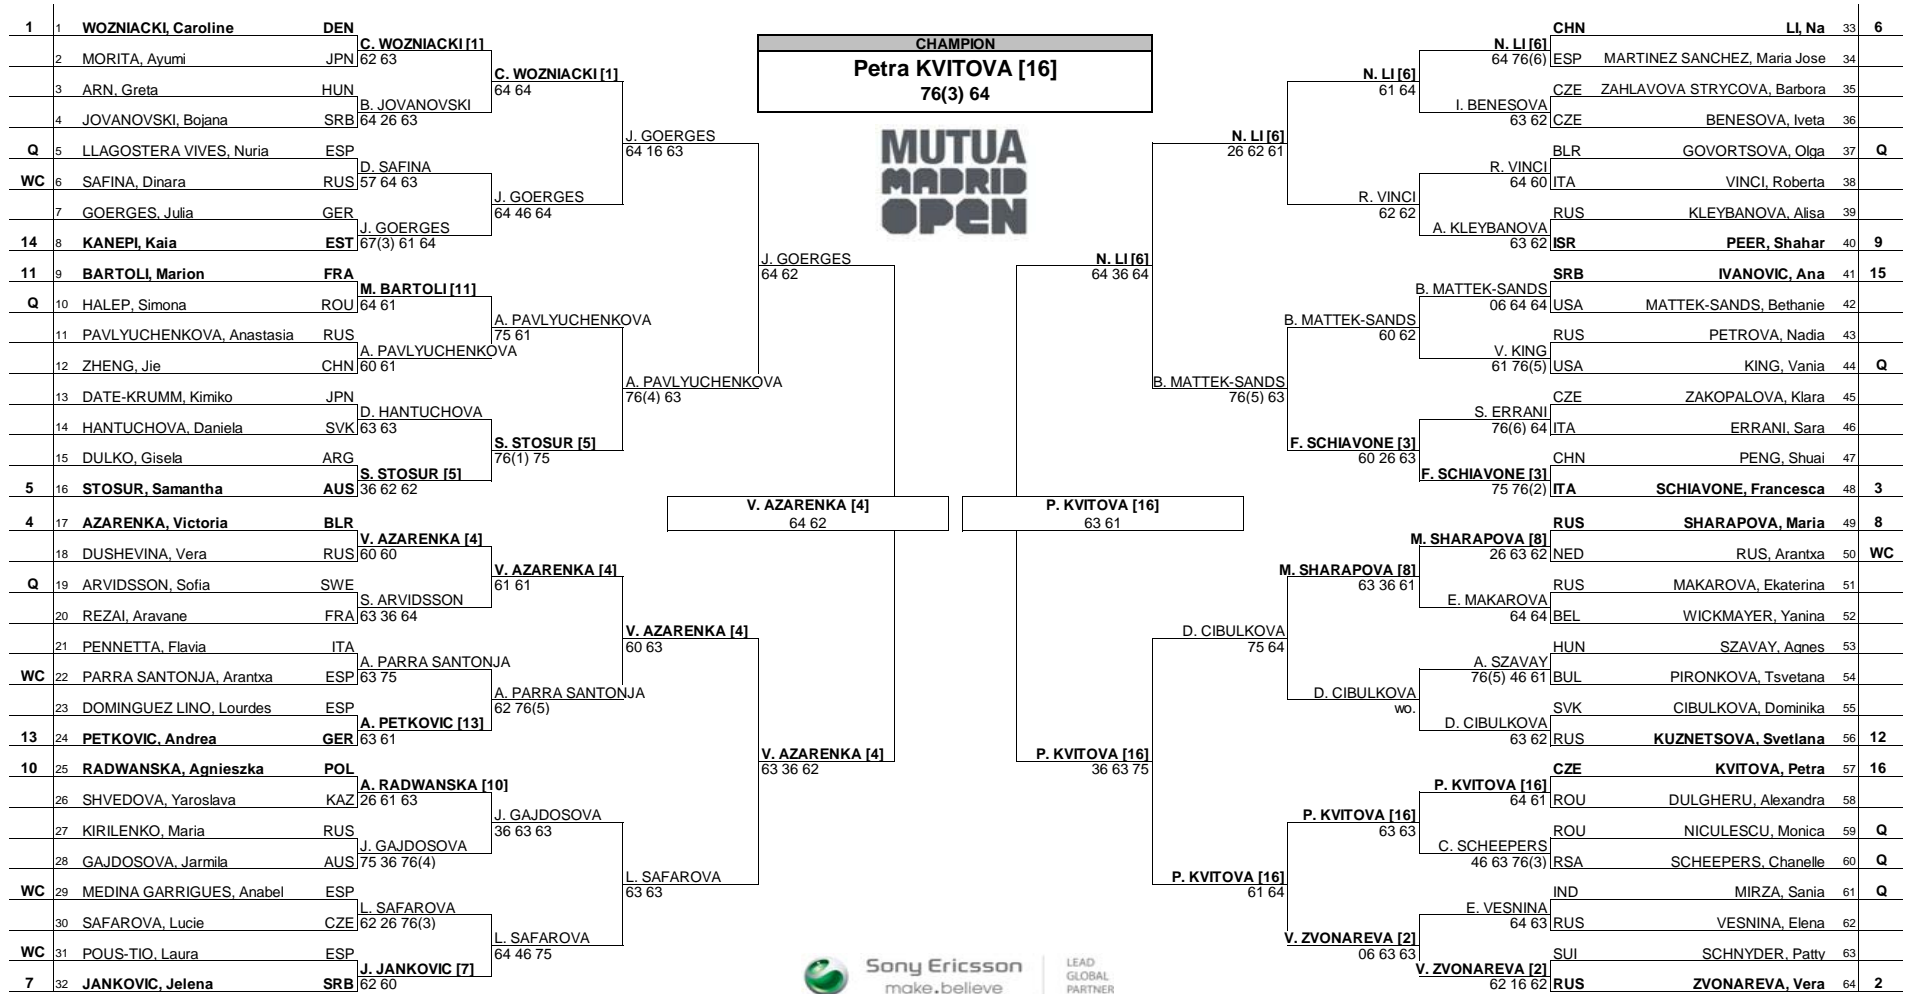 1 1 WOZNIACKI, Caroline DEN
2 MORITA, Ayumi JPN
3 ARN, Greta HUN
4 JOVANOVSKI, Bojana SRB
Q 5 LLAGOSTERA VIVES, Nuria ESP
WC 6 SAFINA, Dinara RUS
7 GOERGES, Julia GER
14 8 KANEPI, Kaia EST
11 9 BARTOLI, Marion FRA
Q 10 HALEP, Simona ROU
11 PAVLYUCHENKOVA, Anastasia RUS
12 ZHENG, Jie CHN
13 DATE-KRUMM, Kimiko JPN
14 HANTUCHOVA, Daniela SVK
15 DULKO, Gisela ARG
5 16 STOSUR, Samantha AUS
4 17 AZARENKA, Victoria BLR
18 DUSHEVINA, Vera RUS
Q 19 ARVIDSSON, Sofia SWE
20 REZAI, Aravane FRA
21 PENNETTA, Flavia ITA
WC 22 PARRA SANTONJA, Arantxa ESP
23 DOMINGUEZ LINO, Lourdes ESP
13 24 PETKOVIC, Andrea GER
10 25 RADWANSKA, Agnieszka POL
26 SHVEDOVA, Yaroslava KAZ
27 KIRILENKO, Maria RUS
28 GAJDOSOVA, Jarmila AUS
WC 29 MEDINA GARRIGUES, Anabel ESP
30 SAFAROVA, Lucie CZE
WC 31 POUS-TIO, Laura ESP
7 32 JANKOVIC, Jelena SRB
C. WOZNIACKI [1]
62 63
B. JOVANOVSKI
64 26 63
D. SAFINA
57 64 63
J. GOERGES
67(3) 61 64
M. BARTOLI [11]
64 61
A. PAVLYUCHENKOVA
60 61
D. HANTUCHOVA
63 63
S. STOSUR [5]
36 62 62
V. AZARENKA [4]
60 60
S. ARVIDSSON
63 36 64
A. PARRA SANTONJA
63 75
A. PETKOVIC [13]
63 61
A. RADWANSKA [10]
26 61 63
J. GAJDOSOVA
75 36 76(4)
L. SAFAROVA
62 26 76(3)
J. JANKOVIC [7]
62 60
C. WOZNIACKI [1]
64 64
J. GOERGES
64 46 64
A. PAVLYUCHENKOVA
75 61
S. STOSUR [5]
76(1) 75
V. AZARENKA [4]
61 61
A. PARRA SANTONJA
62 76(5)
J. GAJDOSOVA
36 63 63
L. SAFAROVA
64 46 75
J. GOERGES
64 16 63
A. PAVLYUCHENKOVA
76(4) 63
V. AZARENKA [4]
60 63
L. SAFAROVA
63 63
J. GOERGES
64 62
V. AZARENKA [4]
63 36 62
V. AZARENKA [4]
64 62
CHAMPION
Petra KVITOVA [16]
76(3) 64
MUTUA
MADRID
OPEN
P. KVITOVA [16]
63 61
N. LI [6]
64 36 64
P. KVITOVA [16]
36 63 75
N. LI [6]
26 62 61
B. MATTEK-SANDS
76(5) 63
D. CIBULKOVA
75 64
P. KVITOVA [16]
61 64
N. LI [6]
61 64
R. VINCI
62 62
B. MATTEK-SANDS
60 62
F. SCHIAVONE [3]
60 26 63
M. SHARAPOVA [8]
63 36 61
D. CIBULKOVA
wo.
P. KVITOVA [16]
63 63
V. ZVONAREVA [2]
06 63 63
N. LI [6]
64 76(6)
I. BENESOVA
63 62
R. VINCI
64 60
A. KLEYBANOVA
63 62
B. MATTEK-SANDS
06 64 64
V. KING
61 76(5)
S. ERRANI
76(6) 64
F. SCHIAVONE [3]
75 76(2)
M. SHARAPOVA [8]
26 63 62
E. MAKAROVA
64 64
A. SZAVAY
76(5) 46 61
D. CIBULKOVA
63 62
P. KVITOVA [16]
64 61
C. SCHEEPERS
46 63 76(3)
E. VESNINA
64 63
V. ZVONAREVA [2]
62 16 62
CHN LI, Na 33 6
ESP MARTINEZ SANCHEZ, Maria Jose 34
CZE ZAHLAVOVA STRYCOVA, Barbora 35
CZE BENESOVA, Iveta 36
BLR GOVORTSOVA, Olga 37 Q
ITA VINCI, Roberta 38
RUS KLEYBANOVA, Alisa 39
ISR PEER, Shahar 40 9
SRB IVANOVIC, Ana 41 15
USA MATTEK-SANDS, Bethanie 42
RUS PETROVA, Nadia 43
USA KING, Vania 44 Q
CZE ZAKOPALOVA, Klara 45
ITA ERRANI, Sara 46
CHN PENG, Shuai 47
ITA SCHIAVONE, Francesca 48 3
RUS SHARAPOVA, Maria 49 8
NED RUS, Arantxa 50 WC
RUS MAKAROVA, Ekaterina 51
BEL WICKMAYER, Yanina 52
HUN SZAVAY, Agnes 53
BUL PIRONKOVA, Tsvetana 54
SVK CIBULKOVA, Dominika 55
RUS KUZNETSOVA, Svetlana 56 12
CZE KVITOVA, Petra 57 16
ROU DULGHERU, Alexandra 58
ROU NICULESCU, Monica 59 Q
RSA SCHEEPERS, Chanelle 60 Q
IND MIRZA, Sania 61 Q
RUS VESNINA, Elena 62
SUI SCHNYDER, Patty 63
RUS ZVONAREVA, Vera 64 2
Sony Ericsson
make.believe
LEAD
GLOBAL
PARTNER